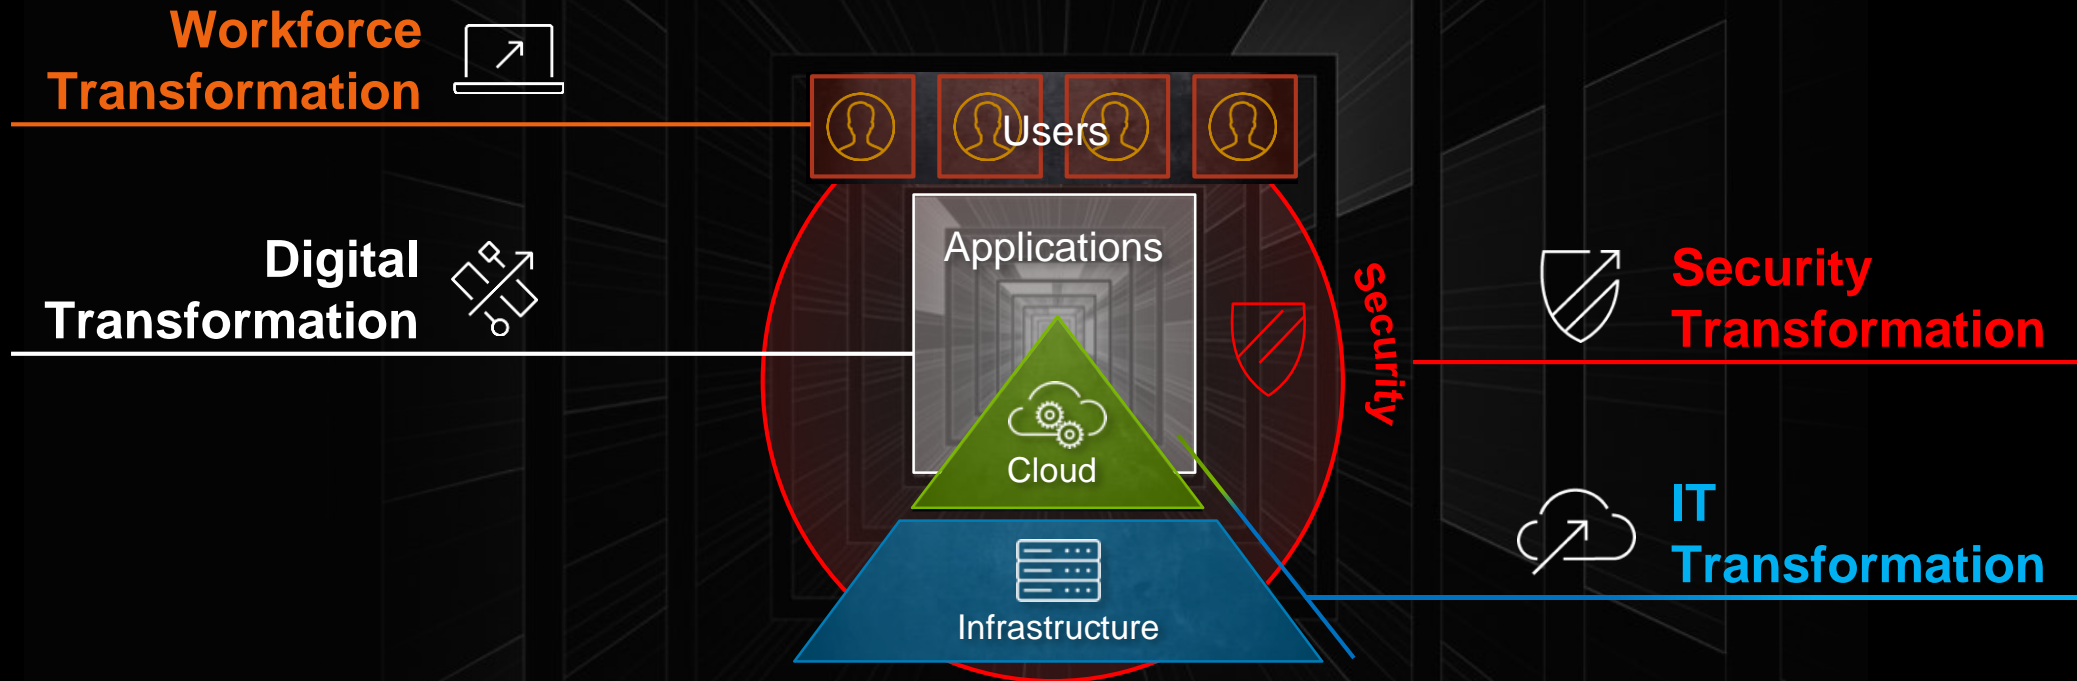 Workforce
Transformation
Users
Digital
Transformation
Applications
Security
Security
Transformation
Cloud
IT
Transformation
Infrastructure